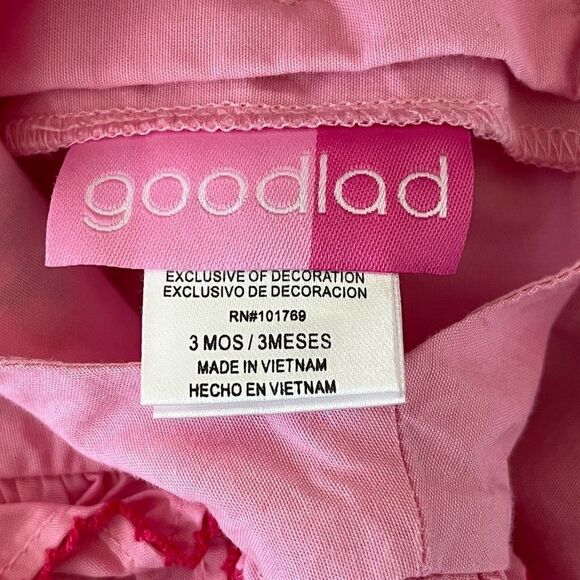 goodlad
EXCLUSIVE OF DECORATION
EXCLUSIVO DE DECORACION
RN#101769
3 MOS / 3MESES
MADE IN VIETNAM
HECHO EN VIETNAM